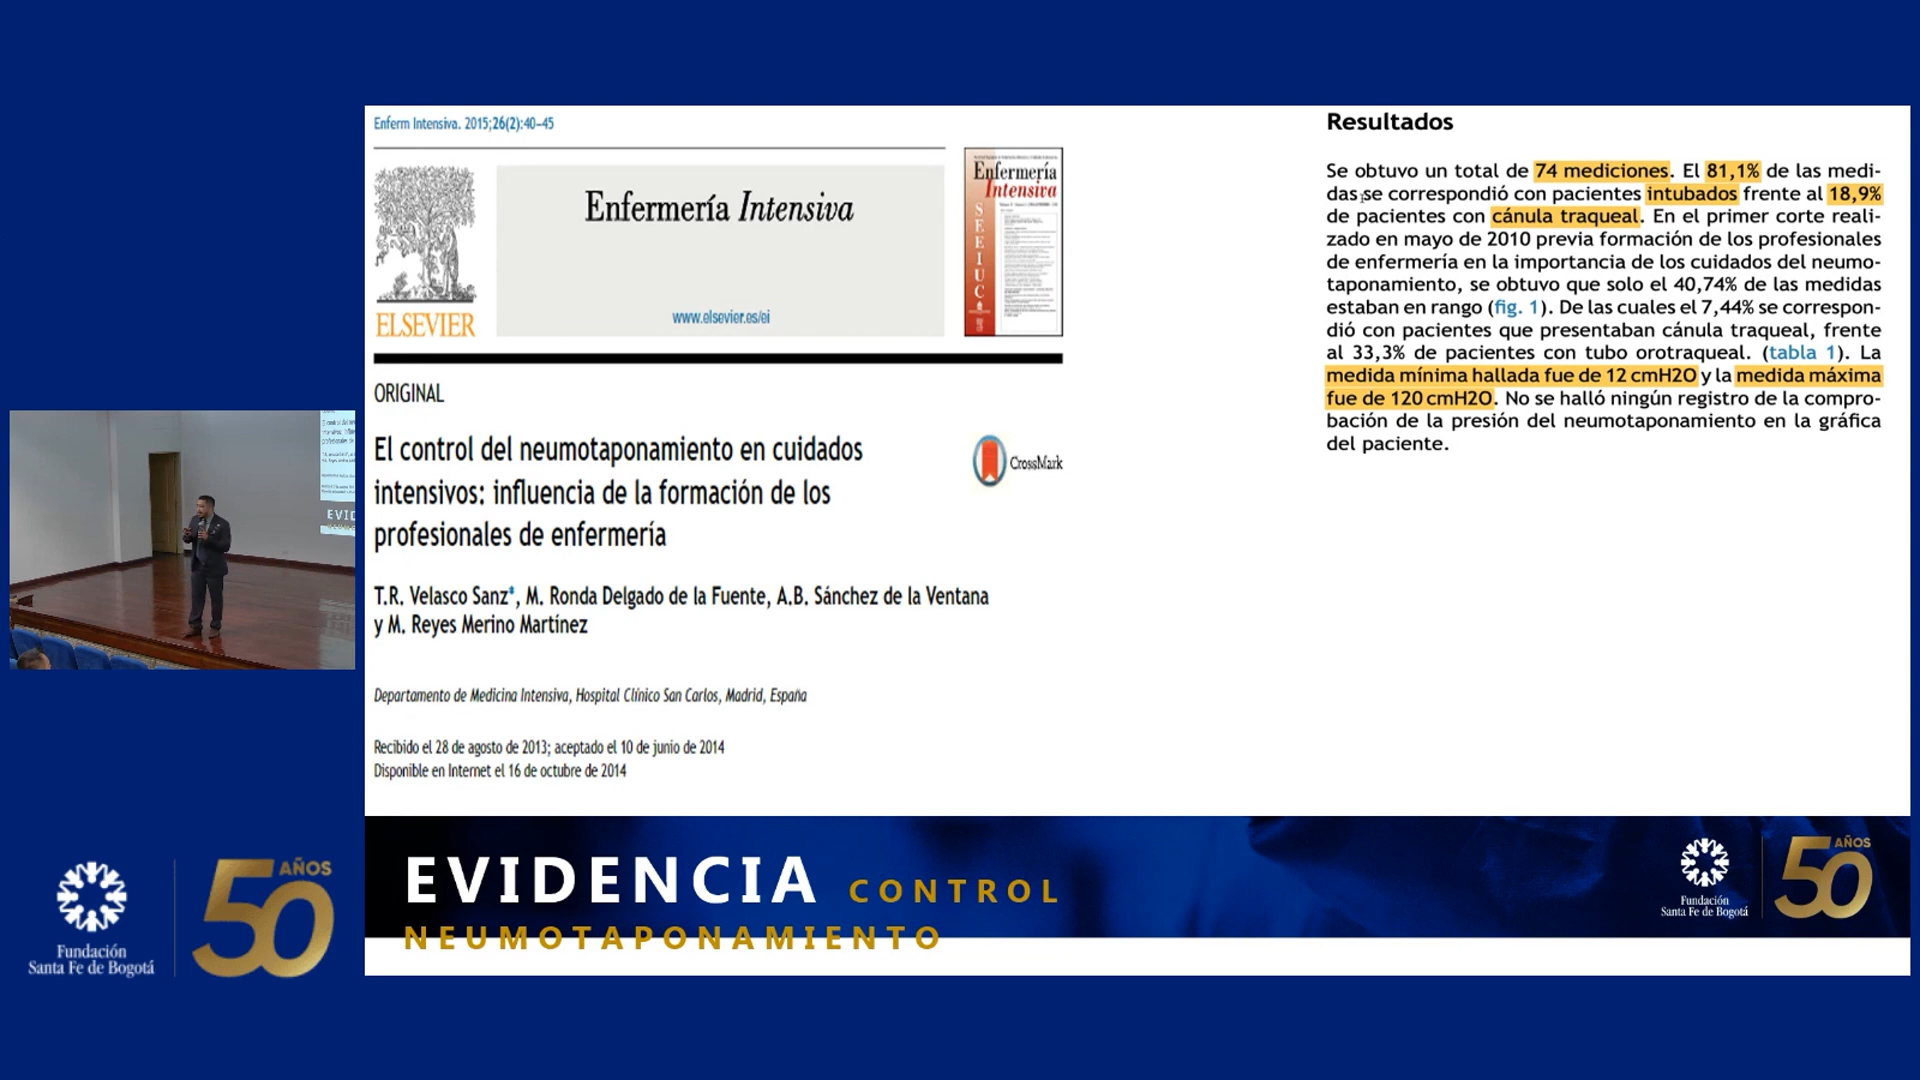 Enferm Intensiva. 2015;26(2):40-45
ELSEVIER
Enfermería Intensiva
www.elsevier.es/ei
Enfermería
Intensiva
SEEIUC
ORIGINAL
El control del neumotaponamiento en cuidados
intensivos: influencia de la formación de los
profesionales de enfermería
CrossMark
T.R. Velasco Sanz*, M. Ronda Delgado de la Fuente, A.B. Sánchez de la Ventana
y M. Reyes Merino Martínez
Departamento de Medicina Intensiva, Hospital Clínico San Carlos, Madrid, España
Recibido el 28 de agosto de 2013; aceptado el 10 de junio de 2014
Disponible en Internet el 16 de octubre de 2014
Resultados
Se obtuvo un total de 74 mediciones. El 81,1% de las medi-
das se correspondió con pacientes intubados frente al 18,9%
de pacientes con cánula traqueal. En el primer corte reali-
zado en mayo de 2010 previa formación de los profesionales
de enfermería en la importancia de los cuidados del neumo-
taponamiento, se obtuvo que solo el 40,74% de las medidas
estaban en rango (fig. 1). De las cuales el 7,44% se correspon-
dió con pacientes que presentaban cánula traqueal, frente
al 33,3% de pacientes con tubo orotraqueal. (tabla 1). La
medida mínima hallada fue de 12 cmH2O y la medida máxima
fue de 120 cmH2O. No se halló ningún registro de la compro-
bación de la presión del neumotaponamiento en la gráfica
del paciente.
EVIDENCIA CONTROL
NEUMOTAPONAMIENTO
Fundación
Santa Fe de Bogotá
50 AÑOS
EVID
Fundación
Santa Fe de Bogotá
50 AÑOS